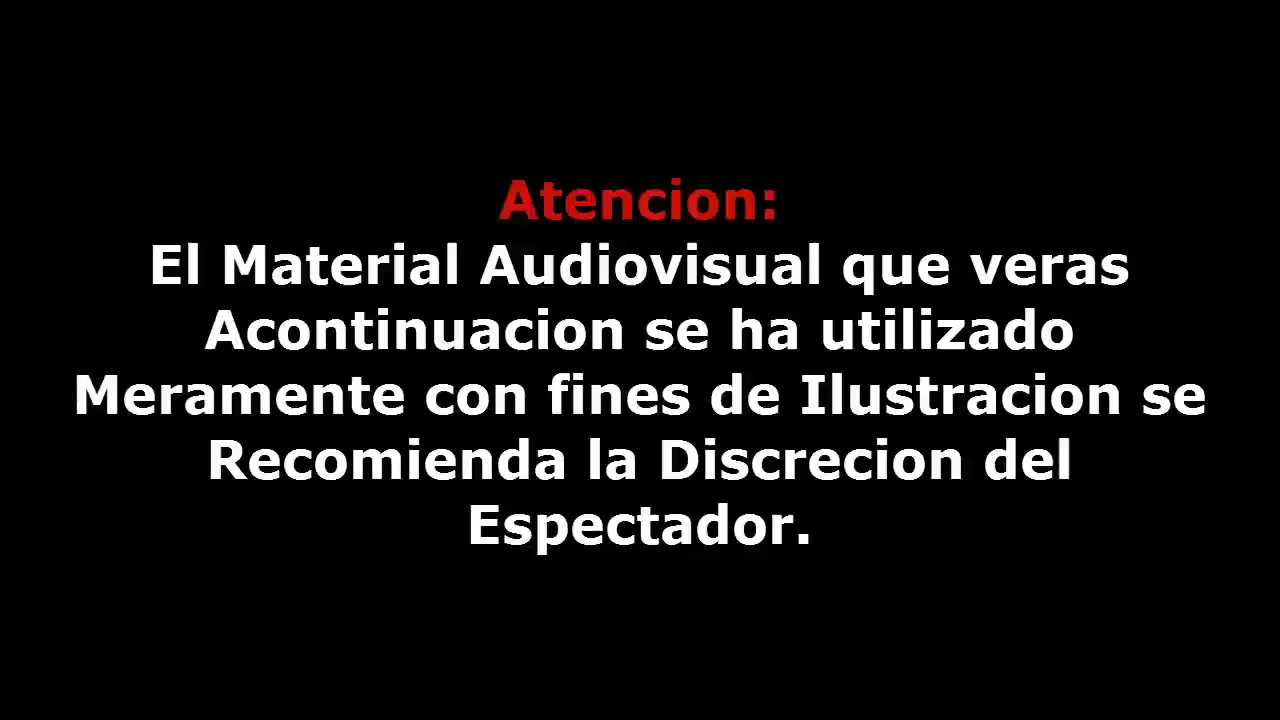 Atencion:
El Material Audiovisual que veras
Acontinuacion se ha utilizado
Meramente con fines de Ilustracion se
Recomienda la Discrecion del
Espectador.